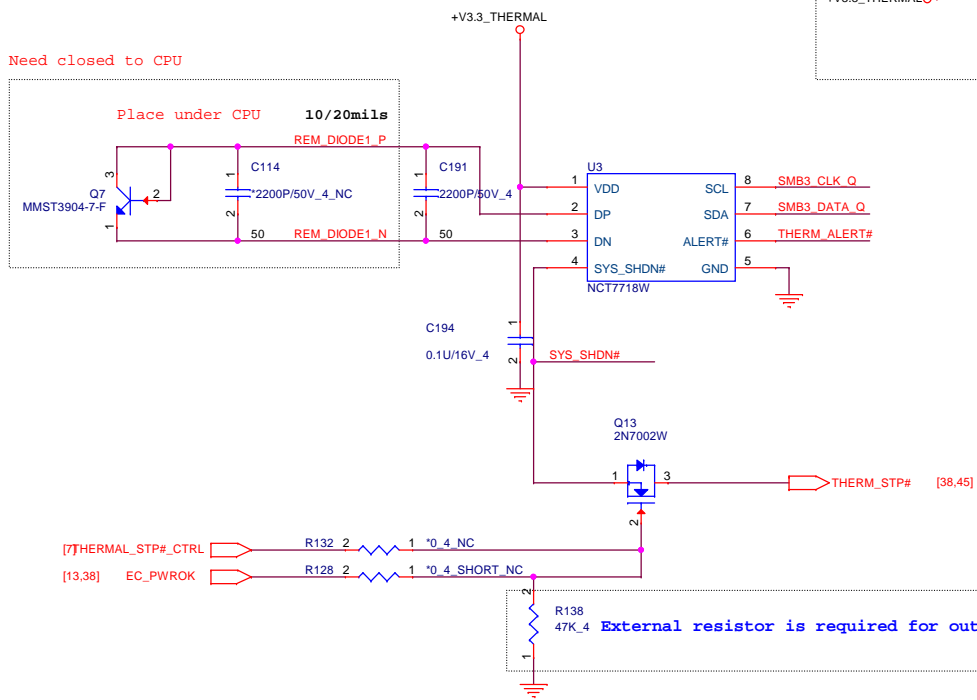 +V3.3_THERMAL
+V3.3_THERMAL
Need closed to CPU
Place under CPU
10/20mils
REM_DIODE1_P
3
Q7
MMST3904-7-F
2
1
C114
1
*2200P/50V_4_NC
2
C191
1
2200P/50V_4
2
50
REM_DIODE1_N
50
U3
1 VDD SCL 8 SMB3_CLK_Q
2 DP SDA 7 SMB3_DATA_Q
3 DN ALERT# 6 THERM_ALERT#
4 SYS_SHDN# GND 5
NCT7718W
C194
1
0.1U/16V_4
2
SYS_SHDN#
Q13
2N7002W
1
3
2
THERM_STP# [38,45]
[7]THERMAL_STP#_CTRL R132 2 1 *0_4_NC
[13,38] EC_PWROK R128 2 1 *0_4_SHORT_NC
2
R138
47K_4
1
External resistor is required for out